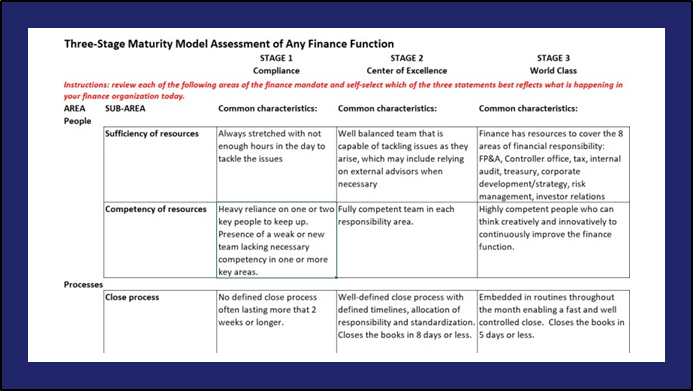 Three-Stage Maturity Model Assessment of Any Finance Function
STAGE 1 STAGE 2 STAGE 3
Compliance Center of Excellence World Class
Instructions: review each of the following areas of the finance mandate and self-select which of the three statements best reflects what is happening in
your finance organization today.
AREA SUB-AREA Common characteristics: Common characteristics: Common characteristics:
People
Sufficiency of resources
Always stretched with not
enough hours in the day to
tackle the issues
Well balanced team that is
capable of tackling issues as they
arise, which may include relying
on external advisors when
necessary
Finance has resources to cover the 8
areas of financial responsibility:
FP&A, Controller office, tax, internal
audit, treasury, corporate
development/strategy, risk
management, investor relations
Competency of resources
Heavy reliance on one or two
key people to keep up.
Presence of a weak or new
team lacking necessary
competency in one or more
key areas.
Fully competent team in each
responsibility area.
Highly competent people who can
think creatively and innovatively to
continuously improve the finance
function.
Processes
Close process
No defined close process
often lasting more that 2
weeks or longer.
Well-defined close process with
defined timelines, allocation of
responsibility and standardization.
Closes the books in 8 days or less.
Embedded in routines throughout
the month enabling a fast and well
controlled close. Closes the books in
5 days or less.